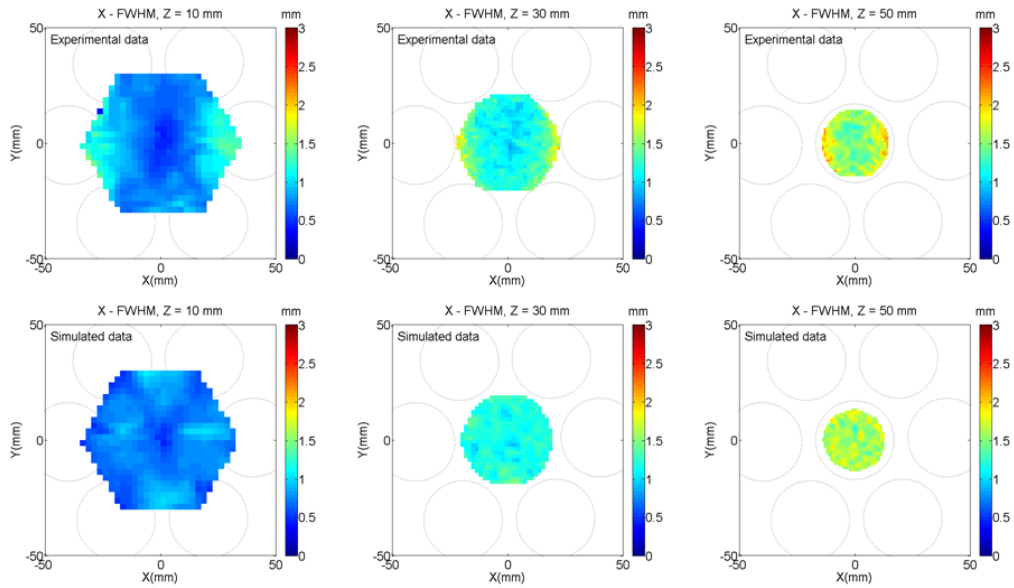 X - FWHM, Z = 10 mm
mm
Experimental data
50
0
-50
-50
0
50
X(mm)
Y(mm)
3
2.5
2
1.5
1
0.5
0
X - FWHM, Z = 30 mm
mm
Experimental data
50
0
-50
-50
0
50
X(mm)
Y(mm)
3
2.5
2
1.5
1
0.5
0
X - FWHM, Z = 50 mm
mm
Experimental data
50
0
-50
-50
0
50
X(mm)
Y(mm)
3
2.5
2
1.5
1
0.5
0
X - FWHM, Z = 10 mm
mm
Simulated data
50
0
-50
-50
0
50
X(mm)
Y(mm)
3
2.5
2
1.5
1
0.5
0
X - FWHM, Z = 30 mm
mm
Simulated data
50
0
-50
-50
0
50
X(mm)
Y(mm)
3
2.5
2
1.5
1
0.5
0
X - FWHM, Z = 50 mm
mm
Simulated data
50
0
-50
-50
0
50
X(mm)
Y(mm)
3
2.5
2
1.5
1
0.5
0